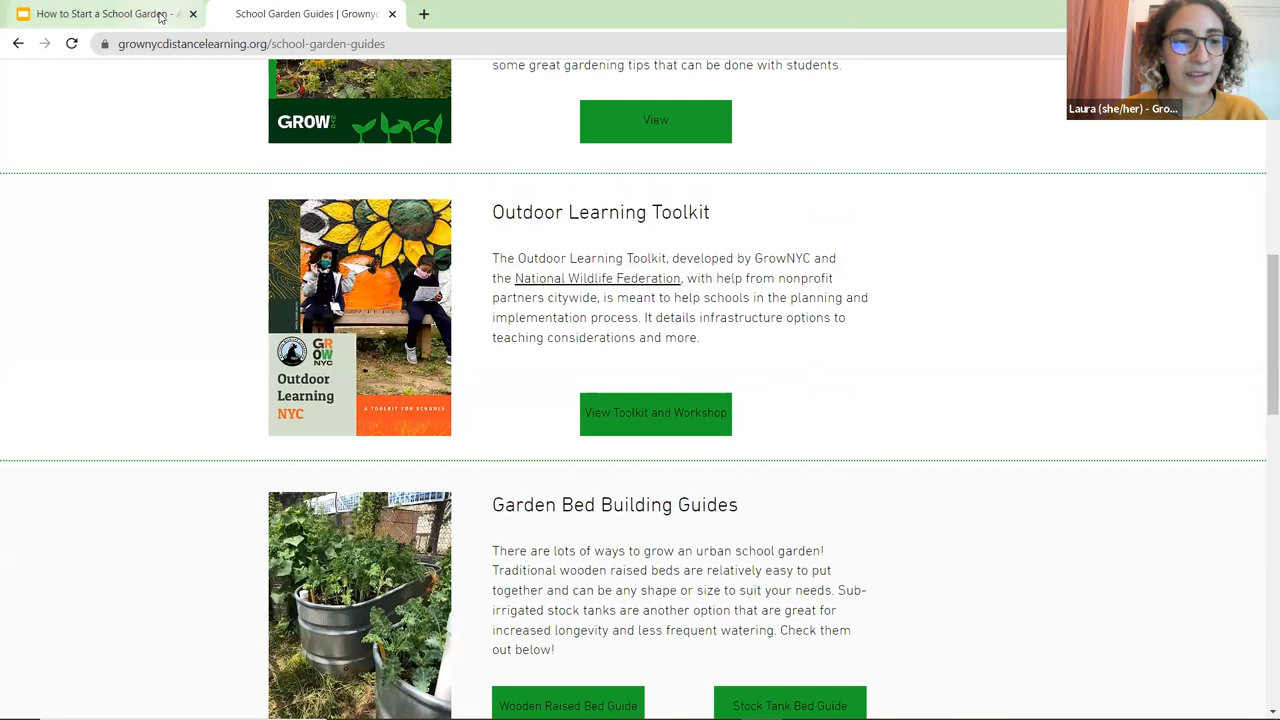 How to Start a School Garden - A
School Garden Guides | Grownyc
grownycdistancelearning.org/school-garden-guides
Laura (she/her) - Gro...
some great gardening tips that can be done with students.
GROW NYC
View
Outdoor Learning Toolkit
The Outdoor Learning Toolkit, developed by GrowNYC and
the National Wildlife Federation, with help from nonprofit
partners citywide, is meant to help schools in the planning and
implementation process. It details infrastructure options to
teaching considerations and more.
GR
OW
NYC
Outdoor
Learning
NYC
A TOOLKIT FOR SCHOOLS
View Toolkit and Workshop
Garden Bed Building Guides
There are lots of ways to grow an urban school garden!
Traditional wooden raised beds are relatively easy to put
together and can be any shape or size to suit your needs. Sub-
irrigated stock tanks are another option that are great for
increased longevity and less frequent watering. Check them
out below!
Wooden Raised Bed Guide
Stock Tank Bed Guide